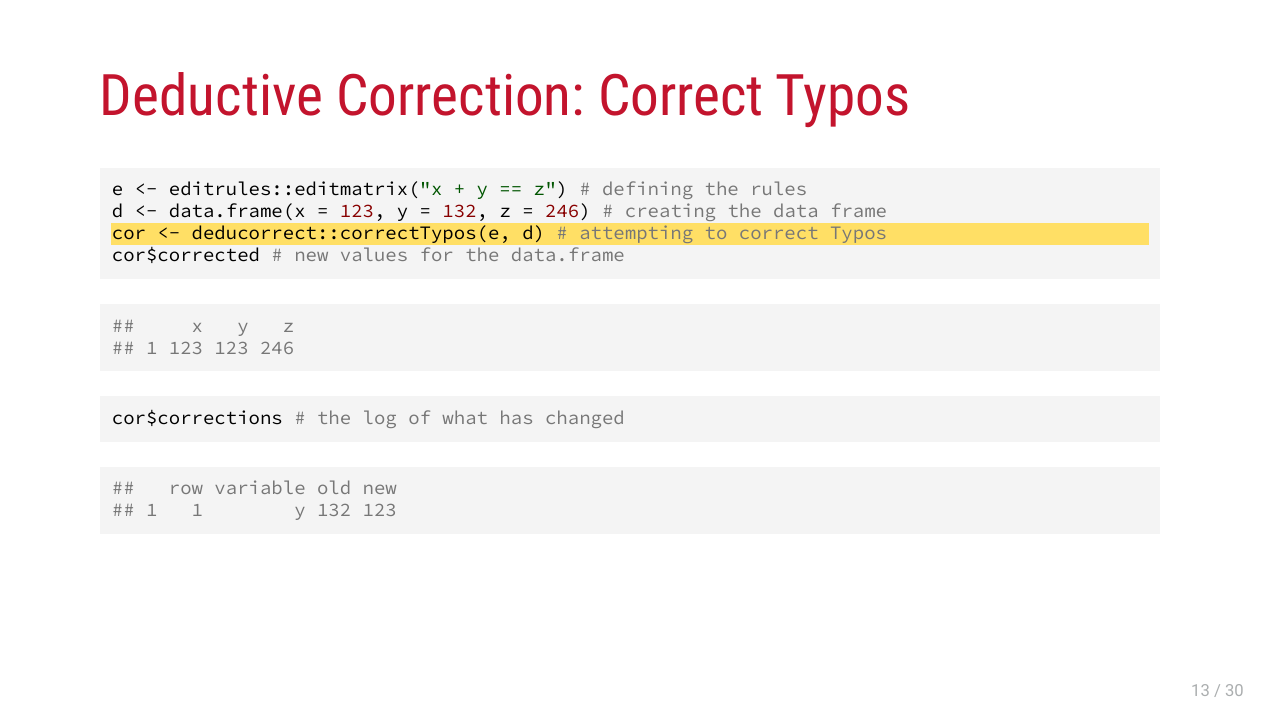 Deductive Correction: Correct Typos
e <- editrules::editmatrix("x + y == z") # defining the rules
d <- data.frame(x = 123, y = 132, z = 246) # creating the data frame
cor <- deducorrect::correctTypos(e, d) # attempting to correct Typos
cor$corrected # new values for the data.frame
##     x   y   z
## 1 123 123 246
cor$corrections # the log of what has changed
##   row variable old new
## 1   1        y 132 123
13 / 30